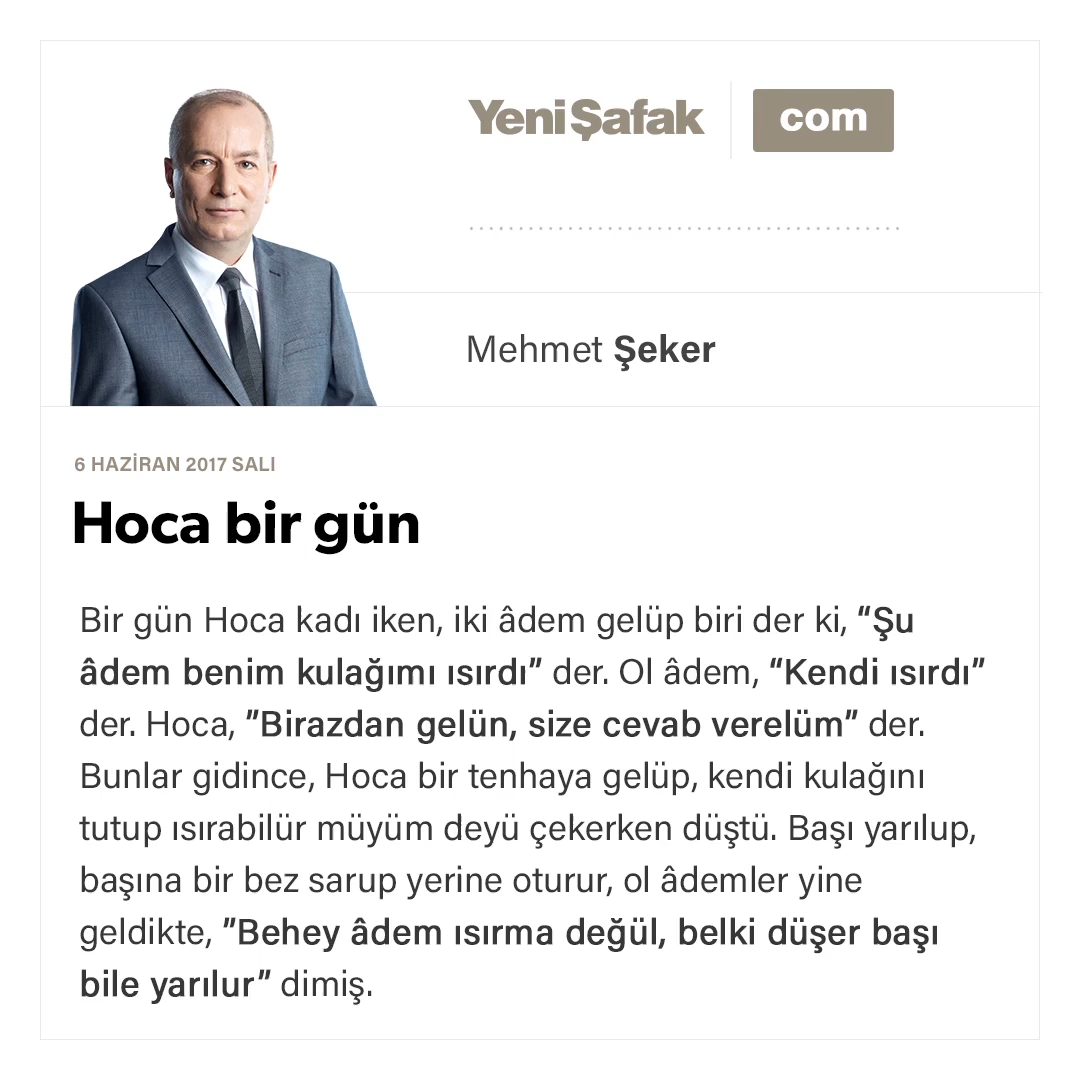 YeniŞafak com
Mehmet Şeker
6 HAZİRAN 2017 SALI
Hoca bir gün
Bir gün Hoca kadı iken, iki âdem gelüp biri der ki, “Şu
âdem benim kulağımı ısırdı” der. Ol âdem, “Kendi ısırdı”
der. Hoca, ”Birazdan gelün, size cevab verelüm” der.
Bunlar gidince, Hoca bir tenhaya gelüp, kendi kulağını
tutup ısırabilür müyüm deyü çekerken düştü. Başı yarılup,
başına bir bez sarup yerine oturur, ol âdemler yine
geldikte, ”Behey âdem ısırma değül, belki düşer başı
bile yarılur” dimiş.